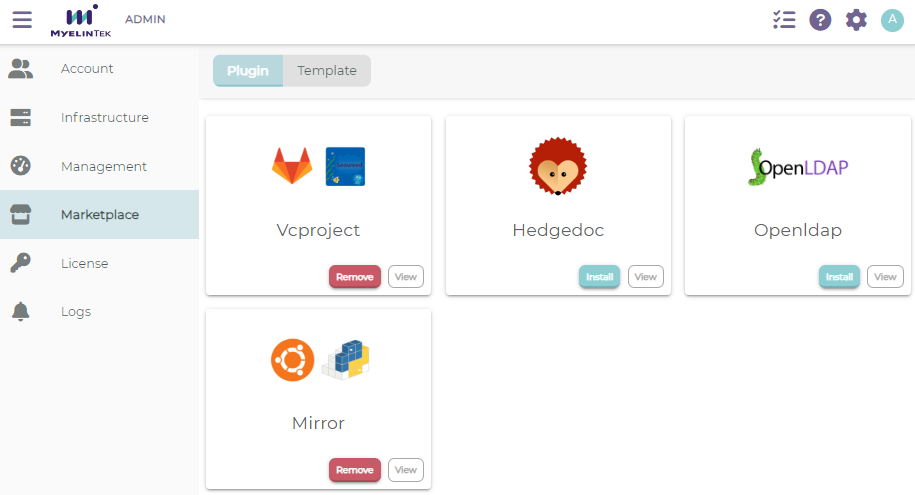 MYELINTEK
ADMIN
?
A
Account
Infrastructure
Management
Marketplace
License
Logs
Plugin
Template
Vcproject
Remove
View
Hedgedoc
Install
View
OpenLDAP
Openldap
Install
View
Mirror
Remove
View